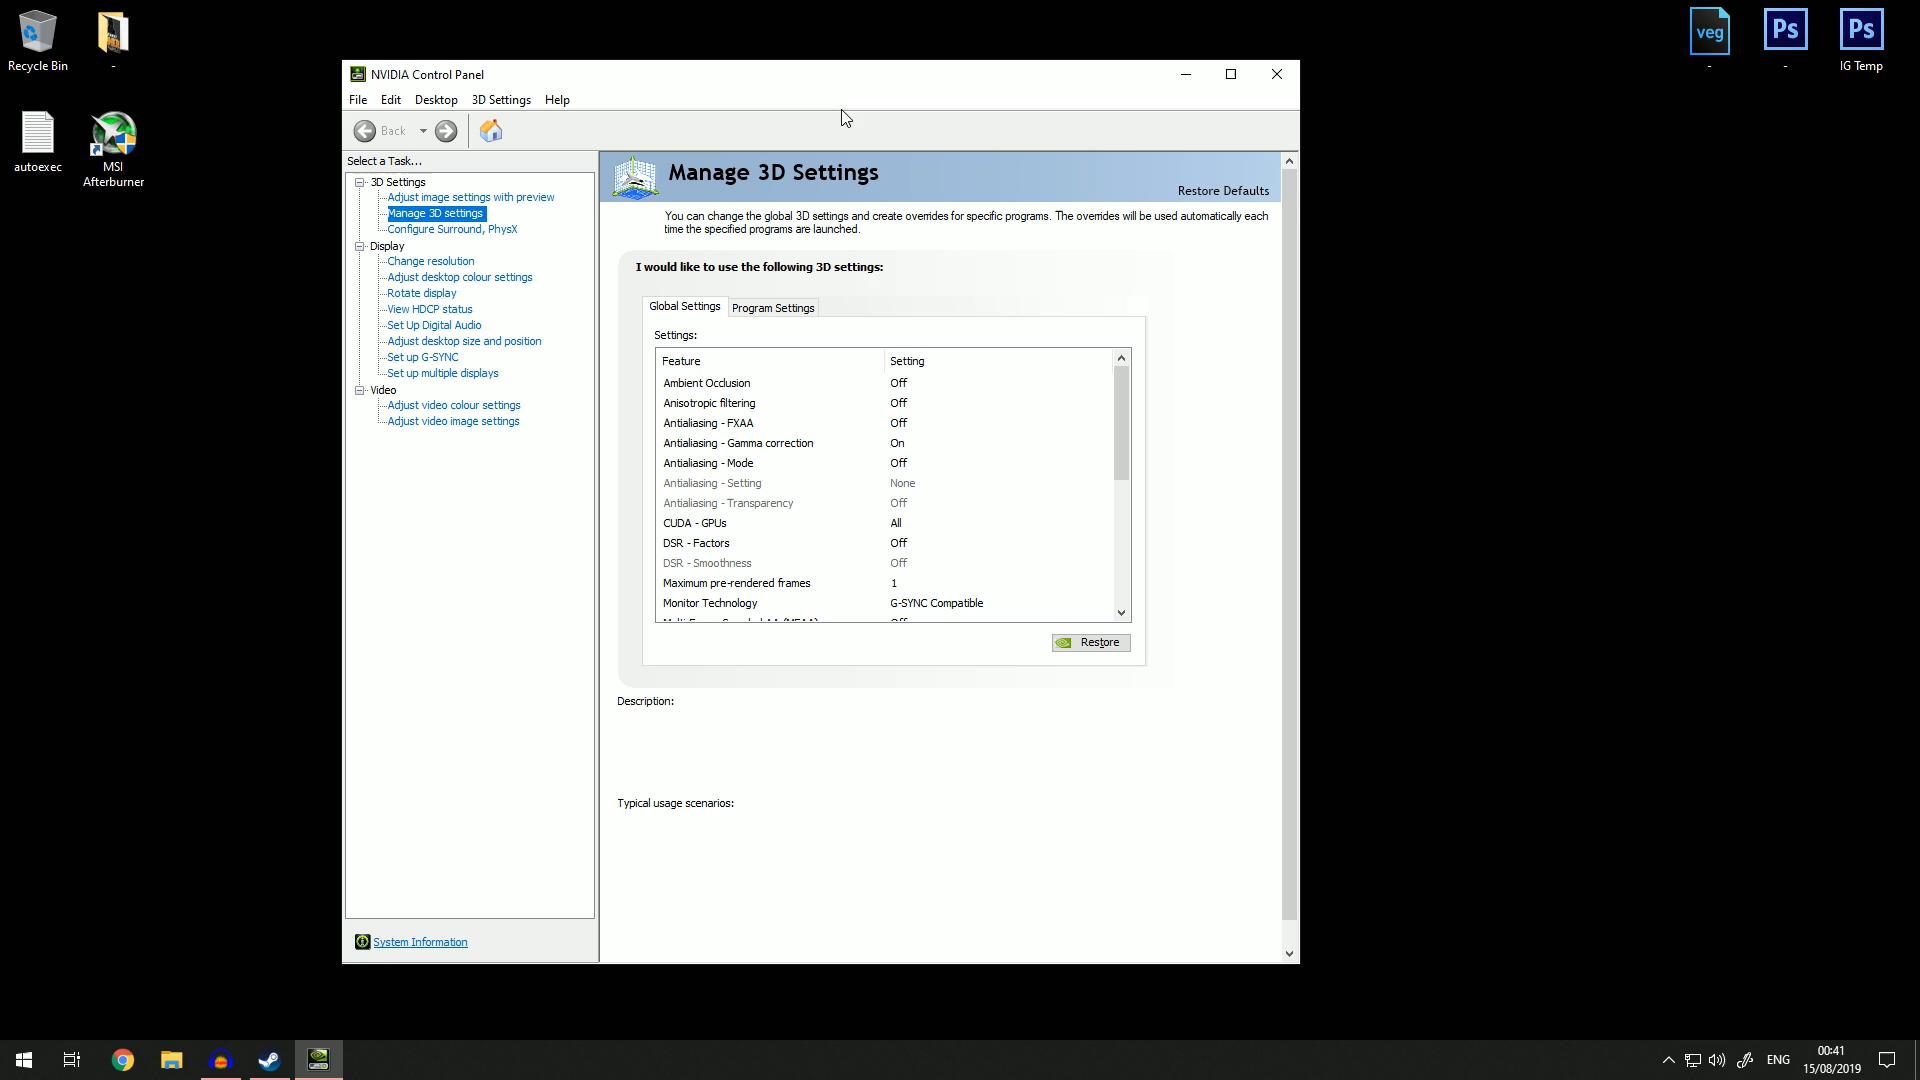 Recycle Bin
-
autoexec
MSI
Afterburner
veg
-
Ps
-
Ps
IG Temp
NVIDIA Control Panel
File Edit Desktop 3D Settings Help
Back
Select a Task...
3D Settings
Adjust image settings with preview
Manage 3D settings
Configure Surround, PhysX
Display
Change resolution
Adjust desktop colour settings
Rotate display
View HDCP status
Set Up Digital Audio
Adjust desktop size and position
Set up G-SYNC
Set up multiple displays
Video
Adjust video colour settings
Adjust video image settings
System Information
Manage 3D Settings
Restore Defaults
You can change the global 3D settings and create overrides for specific programs. The overrides will be used automatically each
time the specified programs are launched.
I would like to use the following 3D settings:
Global Settings Program Settings
Settings:
Feature Setting
Ambient Occlusion Off
Anisotropic filtering Off
Antialiasing - FXAA Off
Antialiasing - Gamma correction On
Antialiasing - Mode Off
Antialiasing - Setting None
Antialiasing - Transparency Off
CUDA - GPUs All
DSR - Factors Off
DSR - Smoothness Off
Maximum pre-rendered frames 1
Monitor Technology G-SYNC Compatible
Restore
Description:
Typical usage scenarios:
ENG
00:41
15/08/2019